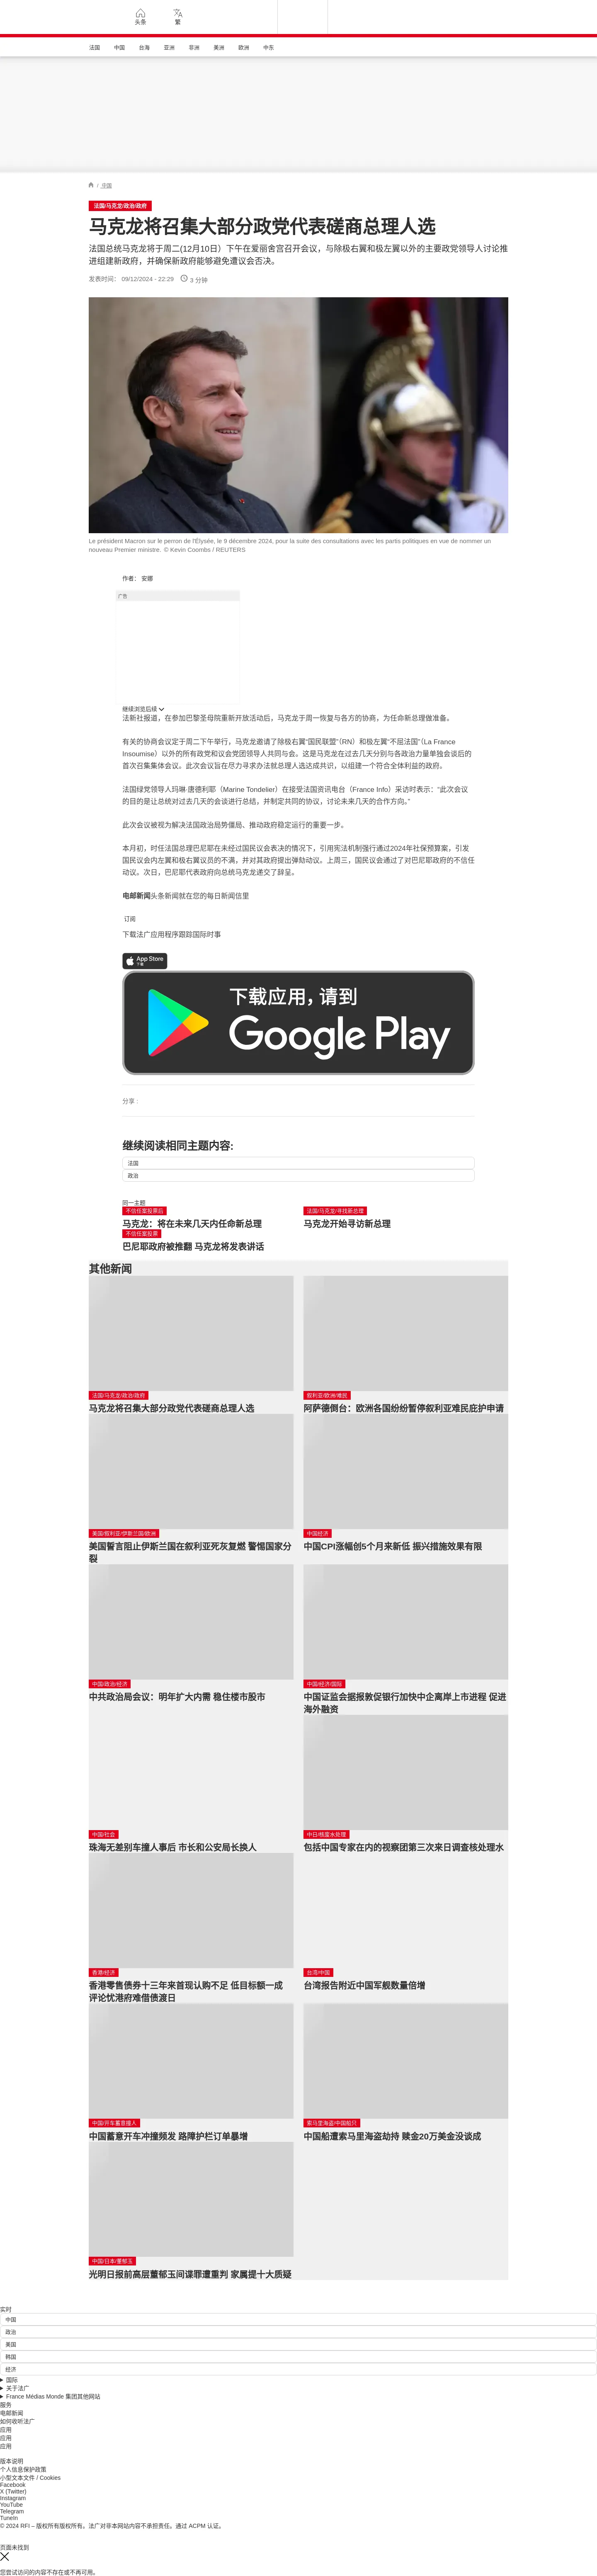 头条
繁
法国
中国
台海
亚洲
非洲
美洲
欧洲
中东
/ 中国
法国/马克龙/政治/政府
马克龙将召集大部分政党代表磋商总理人选
法国总统马克龙将于周二(12月10日）下午在爱丽舍宫召开会议，与除极右翼和极左翼以外的主要政党领导人讨论推
进组建新政府，并确保新政府能够避免遭议会否决。
发表时间： 09/12/2024 - 22:29 3 分钟
Le président Macron sur le perron de l'Élysée, le 9 décembre 2024, pour la suite des consultations avec les partis politiques en vue de nommer un
nouveau Premier ministre. © Kevin Coombs / REUTERS
作者： 安娜
广告
继续浏览后续
法新社报道，在参加巴黎圣母院重新开放活动后，马克龙于周一恢复与各方的协商，为任命新总理做准备。
有关的协商会议定于周二下午举行，马克龙邀请了除极右翼“国民联盟”（RN）和极左翼“不屈法国”（La France
Insoumise）以外的所有政党和议会党团领导人共同与会。这是马克龙在过去几天分别与各政治力量单独会谈后的
首次召集集体会议。此次会议旨在尽力寻求办法就总理人选达成共识，以组建一个符合全体利益的政府。
法国绿党领导人玛琳·唐德利耶（Marine Tondelier）在接受法国资讯电台（France Info）采访时表示：“此次会议
的目的是让总统对过去几天的会谈进行总结，并制定共同的协议，讨论未来几天的合作方向。”
此次会议被视为解决法国政治局势僵局、推动政府稳定运行的重要一步。
本月初，时任法国总理巴尼耶在未经过国民议会表决的情况下，引用宪法机制强行通过2024年社保预算案，引发
国民议会内左翼和极右翼议员的不满，并对其政府提出弹劾动议。上周三，国民议会通过了对巴尼耶政府的不信任
动议。次日，巴尼耶代表政府向总统马克龙递交了辞呈。
电邮新闻头条新闻就在您的每日新闻信里
订阅
下载法广应用程序跟踪国际时事
App Store
下载
下载应用，请到
Google Play
分享 :
继续阅读相同主题内容:
法国
政治
同一主题
不信任案投票后
马克龙：将在未来几天内任命新总理
法国/马克龙/寻找新总理
马克龙开始寻访新总理
不信任案投票
巴尼耶政府被推翻 马克龙将发表讲话
其他新闻
法国/马克龙/政治/政府
马克龙将召集大部分政党代表磋商总理人选
叙利亚/欧洲/难民
阿萨德倒台：欧洲各国纷纷暂停叙利亚难民庇护申请
美国/叙利亚/伊斯兰国/欧洲
美国誓言阻止伊斯兰国在叙利亚死灰复燃 警惕国家分
裂
中国经济
中国CPI涨幅创5个月来新低 振兴措施效果有限
中国/政治/经济
中共政治局会议：明年扩大内需 稳住楼市股市
中国/经济/国际
中国证监会据报敦促银行加快中企离岸上市进程 促进
海外融资
中国/社会
珠海无差别车撞人事后 市长和公安局长换人
中日/核废水处理
包括中国专家在内的视察团第三次来日调查核处理水
香港/经济
香港零售债券十三年来首现认购不足 低目标额一成
评论忧港府难借债渡日
台湾/中国
台湾报告附近中国军舰数量倍增
中国/开车蓄意撞人
中国蓄意开车冲撞频发 路障护栏订单暴增
索马里海盗/中国船只
中国船遭索马里海盗劫持 赎金20万美金没谈成
中国/日本/董郁玉
光明日报前高层董郁玉间谍罪遭重判 家属提十大质疑
实时
中国
政治
美国
韩国
经济
国际
关于法广
France Médias Monde 集团其他网站
服务
电邮新闻
如何收听法广
应用
应用
应用
版本说明
个人信息保护政策
小型文本文件 / Cookies
Facebook
X (Twitter)
Instagram
YouTube
Telegram
TuneIn
© 2024 RFI – 版权所有版权所有。法广对非本网站内容不承担责任。通过 ACPM 认证。
页面未找到
您尝试访问的内容不存在或不再可用。